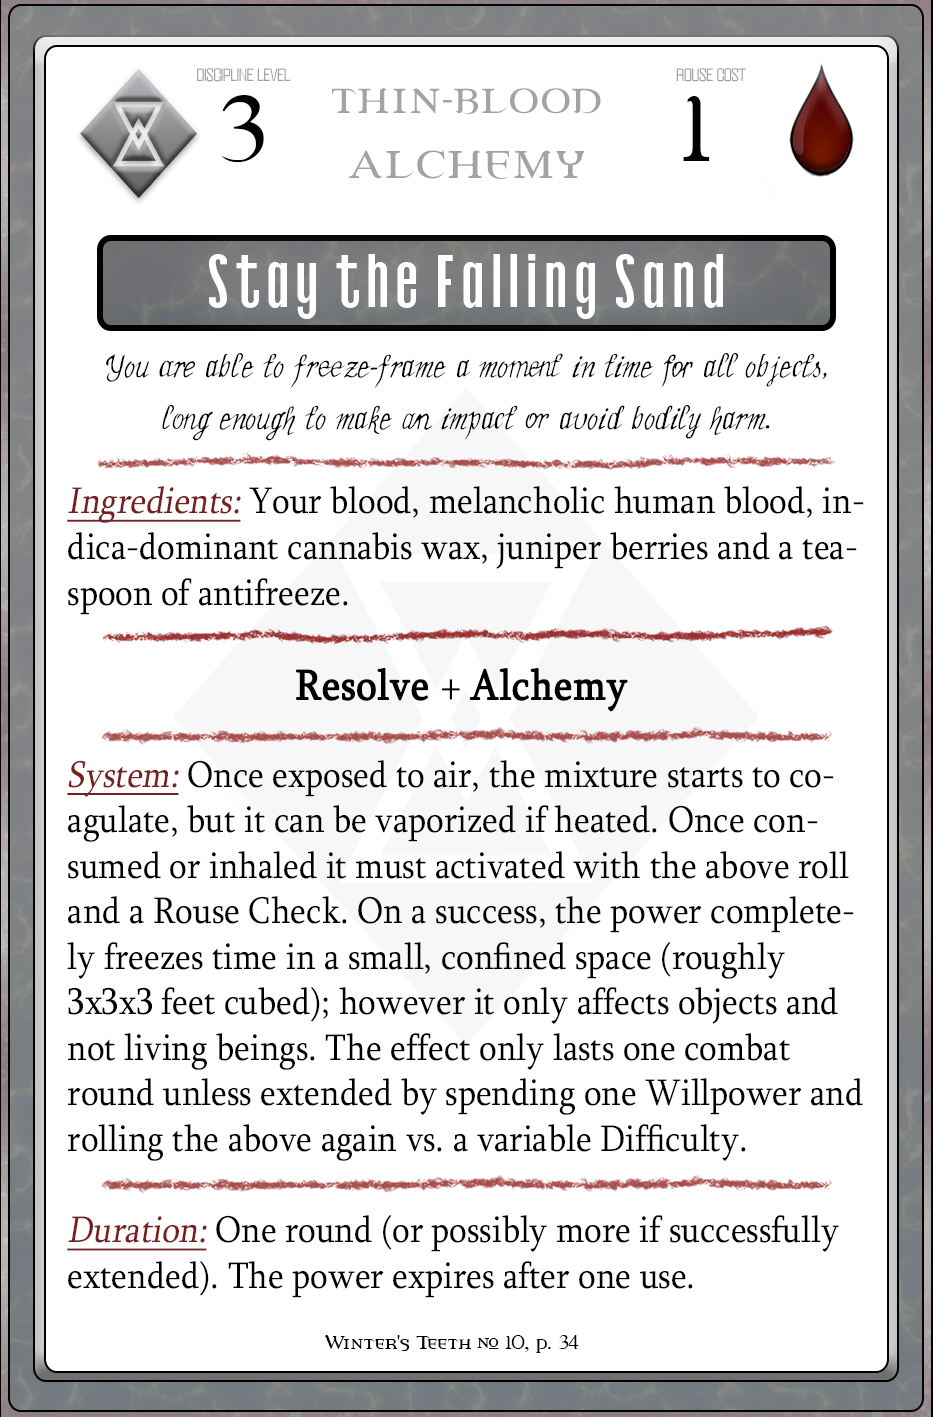 DISCIPLINE LEVEL
3
THIN-BLOOD
ALCHEMY
ROUSE COST
1
Stay the Falling Sand
You are able to freeze-frame a moment in time for all objects,
long enough to make an impact or avoid bodily harm.
Ingredients: Your blood, melancholic human blood, in-
dica-dominant cannabis wax, juniper berries and a tea-
spoon of antifreeze.
Resolve + Alchemy
System: Once exposed to air, the mixture starts to co-
agulate, but it can be vaporized if heated. Once con-
sumed or inhaled it must activated with the above roll
and a Rouse Check. On a success, the power complete-
ly freezes time in a small, confined space (roughly
3x3x3 feet cubed); however it only affects objects and
not living beings. The effect only lasts one combat
round unless extended by spending one Willpower and
rolling the above again vs. a variable Difficulty.
Duration: One round (or possibly more if successfully
extended). The power expires after one use.
Winter's Teeth № 10, p. 34